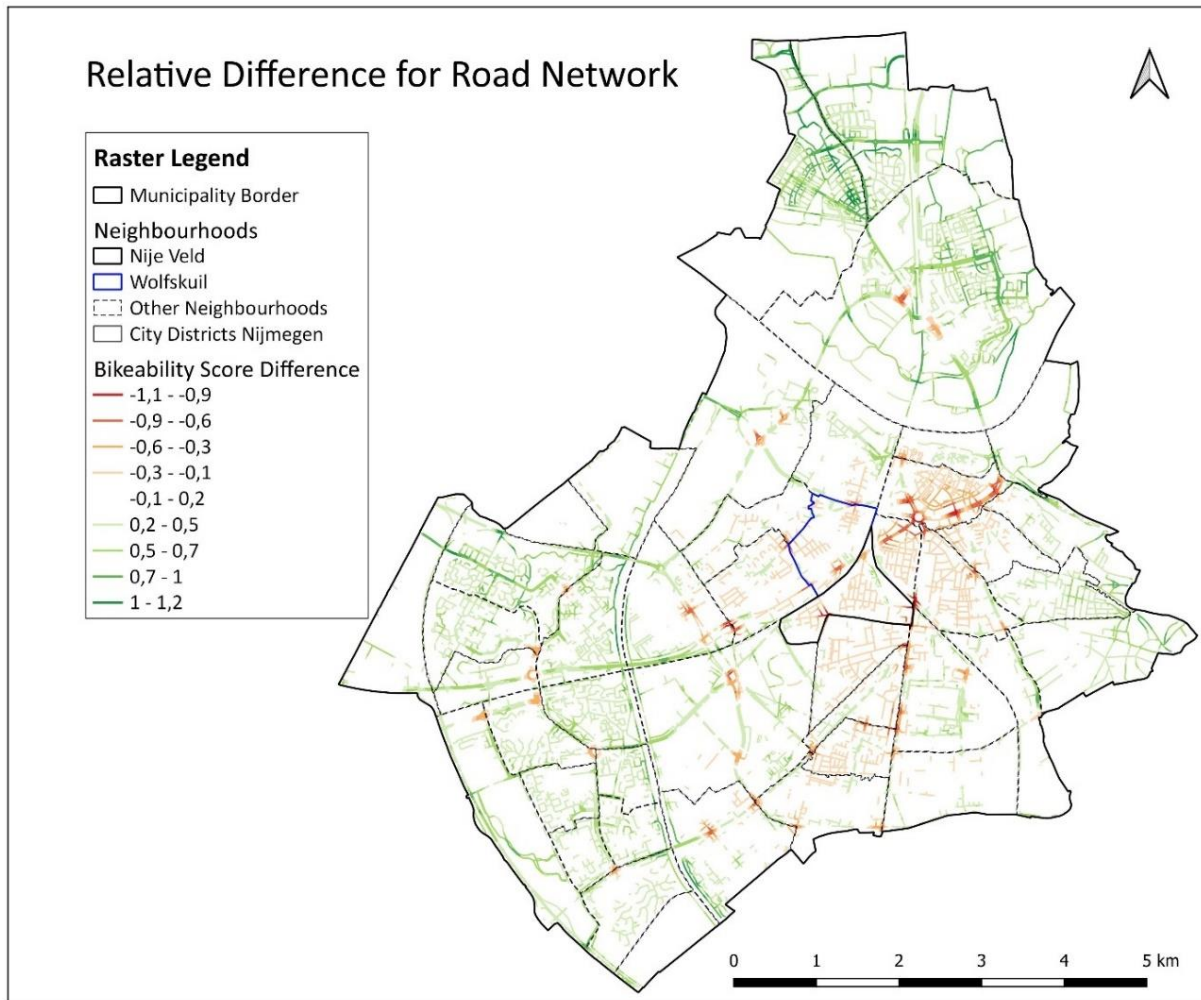 Relative Difference for Road Network
Raster Legend
Municipality Border
Neighbourhoods
Nije Veld
Wolfskuil
Other Neighbourhoods
City Districts Nijmegen
Bikeability Score Difference
-1,1 - -0,9
-0,9 - -0,6
-0,6 - -0,3
-0,3 - -0,1
-0,1 - 0,2
0,2 - 0,5
0,5 - 0,7
0,7 - 1
1 - 1,2
0 1 2 3 4 5 km